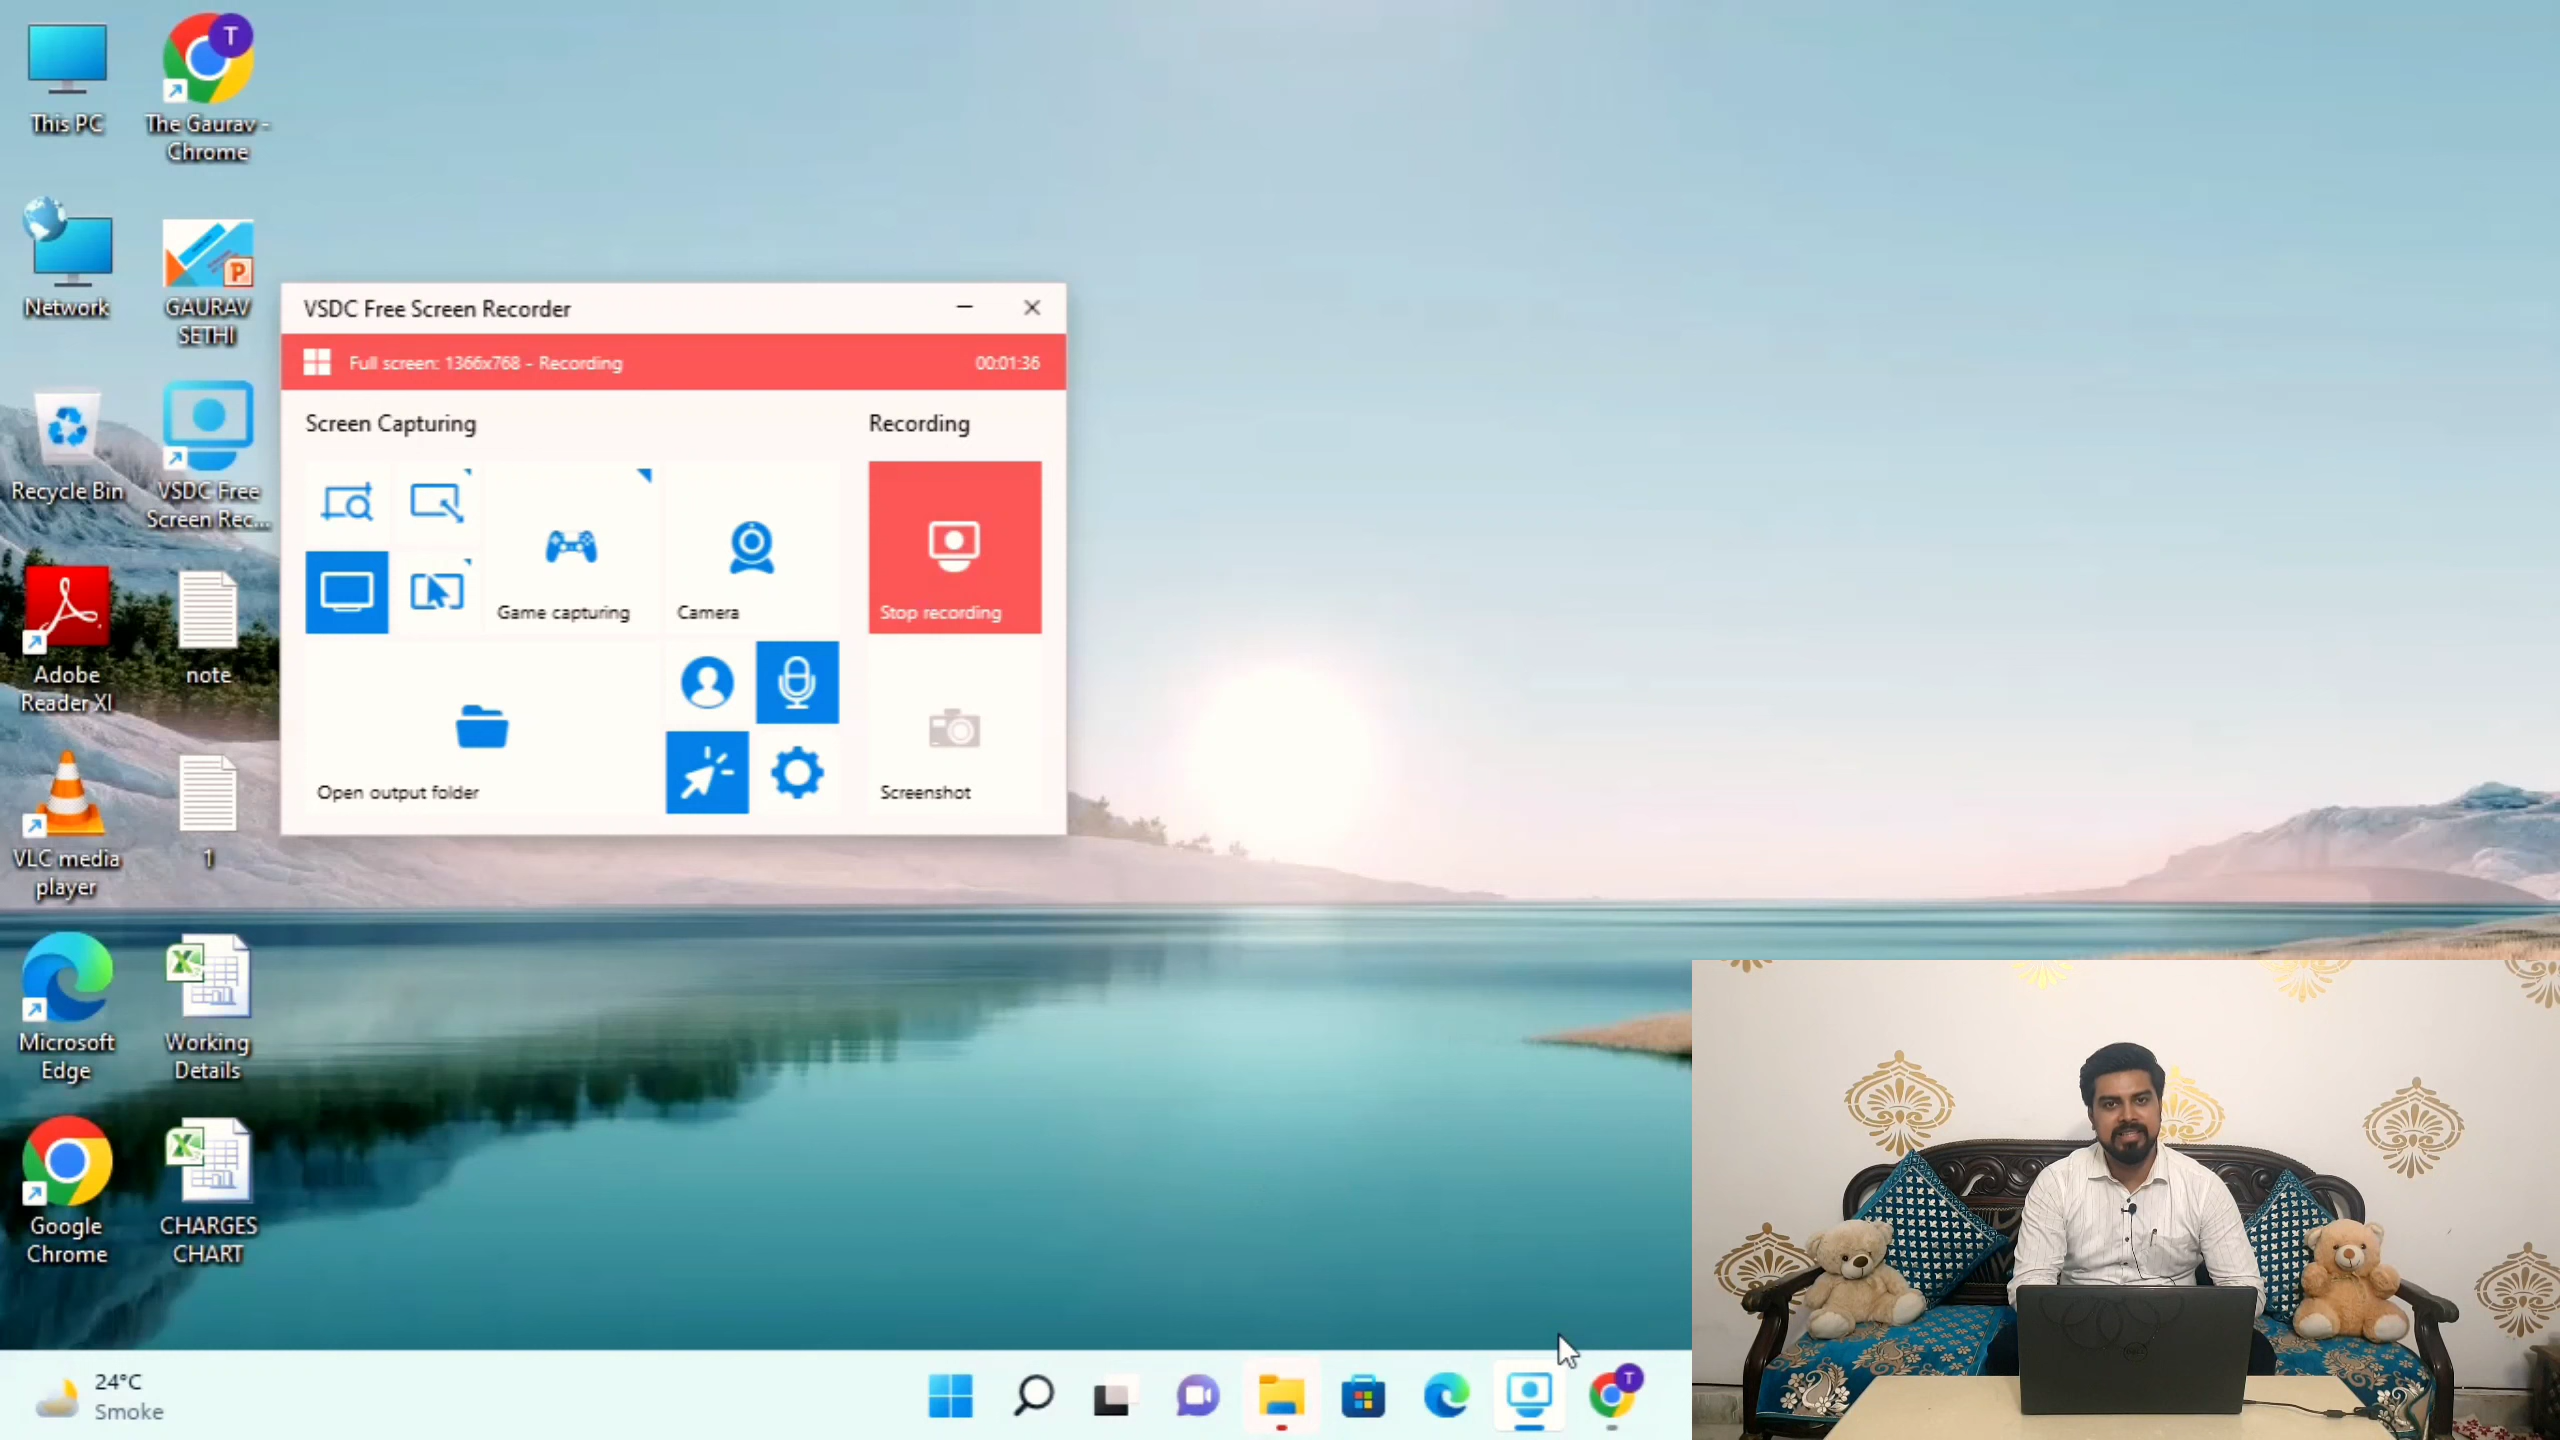 This PC
T
The Gaurav -
Chrome
Network
P
GAURAV
SETHI
Recycle Bin
VSDC Free
Screen Rec...
Adobe
Reader XI
note
VLC media
player
1
Microsoft
Edge
X
Working
Details
Google
Chrome
X
CHARGES
CHART
VSDC Free Screen Recorder
Full screen: 1366x768 - Recording
00:01:36
Screen Capturing
Recording
Game capturing
Camera
Stop recording
Open output folder
Screenshot
24°C
Smoke
T